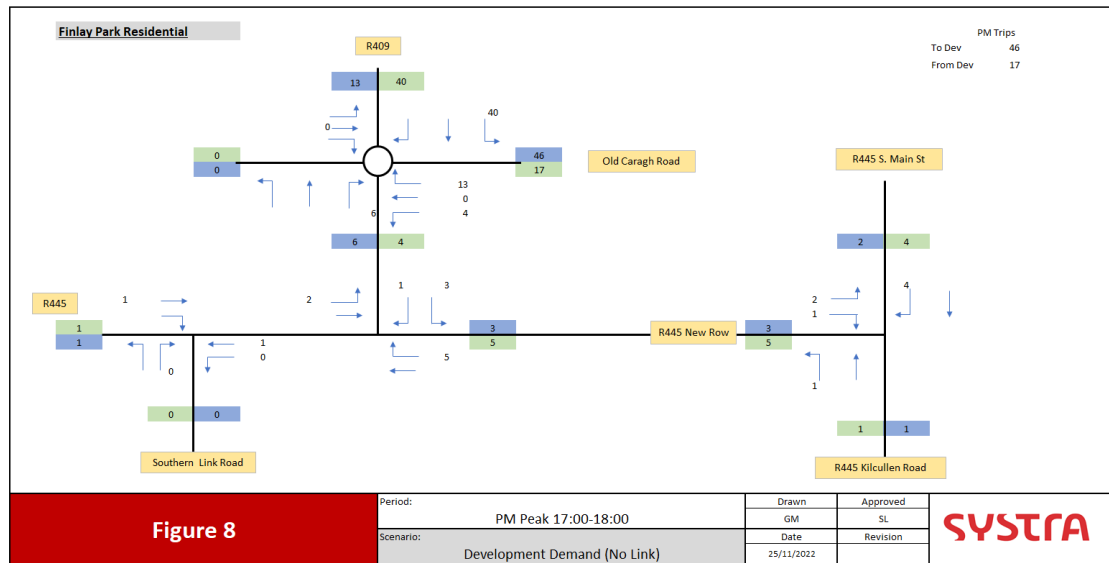 Finlay Park Residential
PM Trips
To Dev 46
From Dev 17
R409
13 40
40
0
0
0
46
17
Old Caragh Road
R445 S. Main St
13
0
4
6
6 4
2 4
1
2
1 3
4
2
1
R445
1
1
3
5
R445 New Row
3
5
1
0
5
0
1
0 0
1 1
Southern Link Road
R445 Kilcullen Road
Figure 8
Period:
PM Peak 17:00-18:00
Scenario:
Development Demand (No Link)
Drawn Approved
GM SL
Date Revision
25/11/2022
SYSTRA